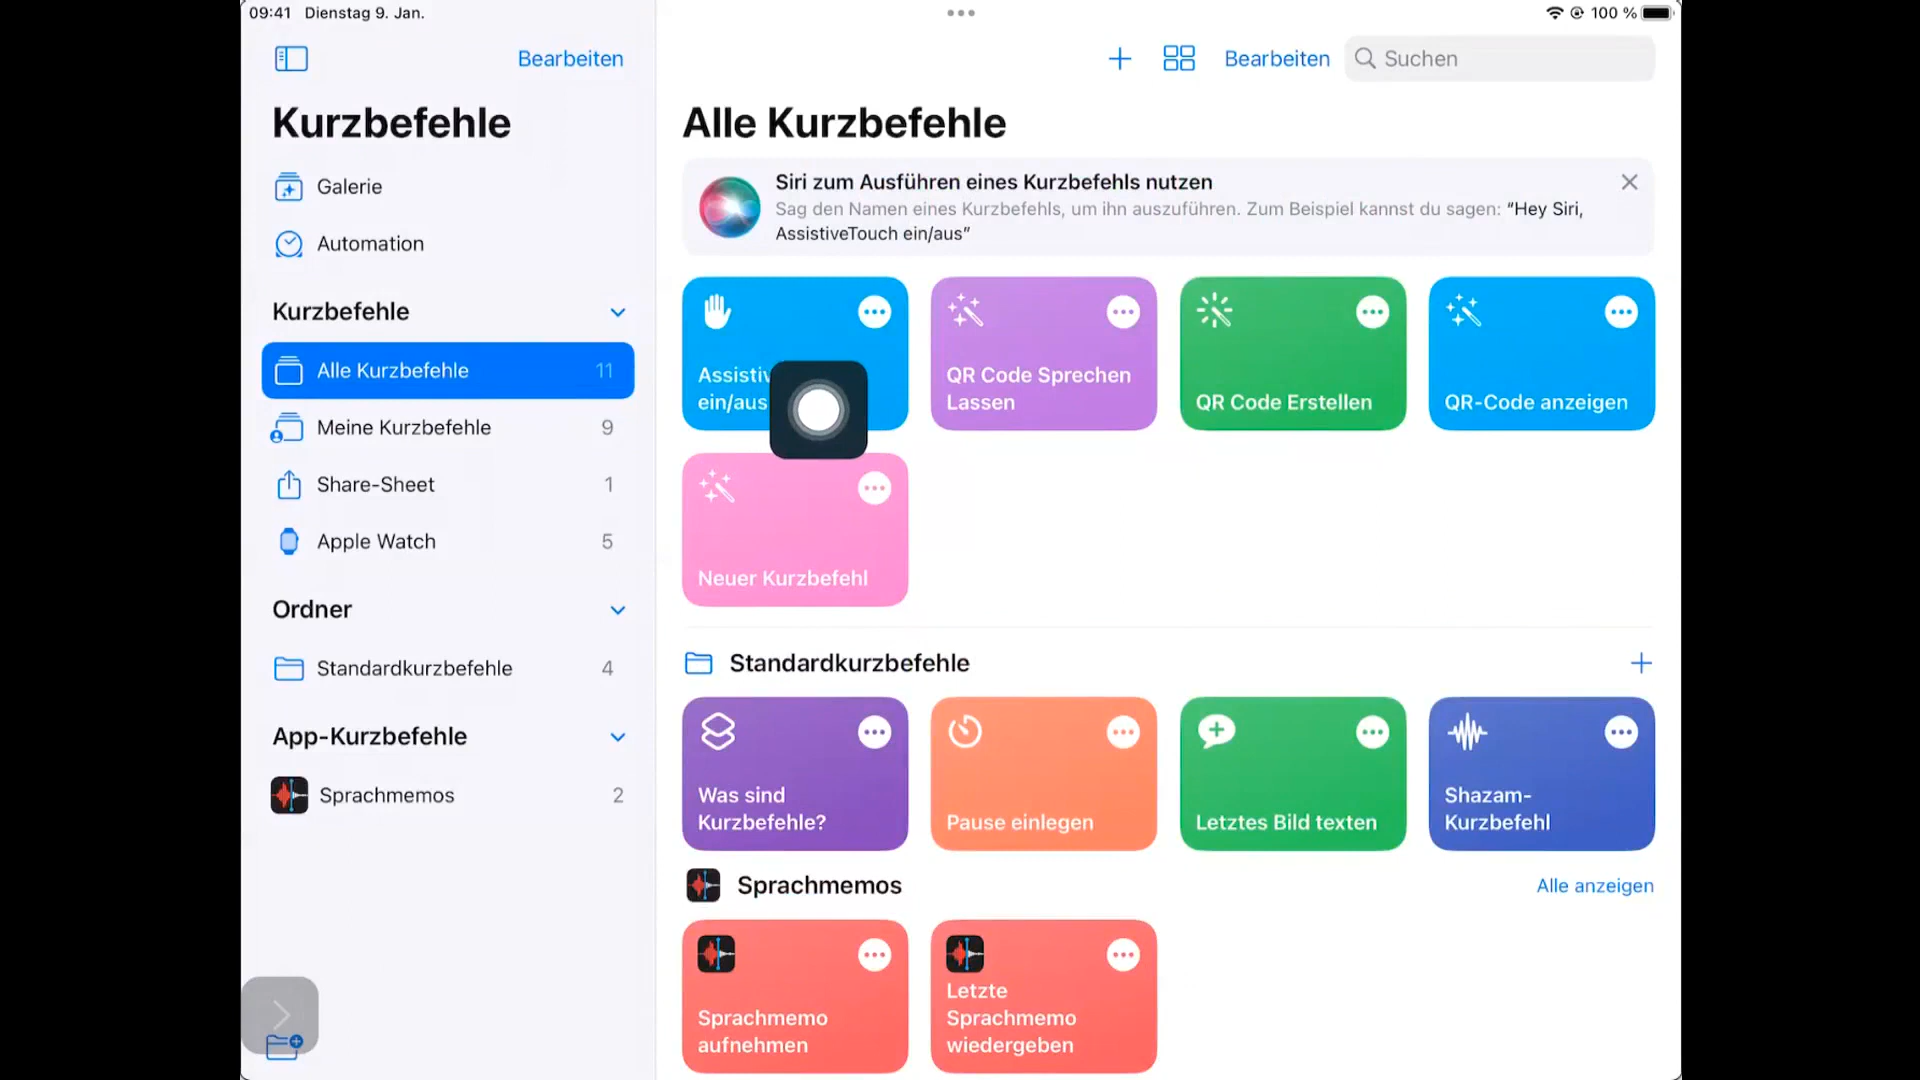 09:41 Dienstag 9. Jan.
100 %
Bearbeiten
Kurzbefehle
Galerie
Automation
Kurzbefehle
Alle Kurzbefehle 11
Meine Kurzbefehle 9
Share-Sheet 1
Apple Watch 5
Ordner
Standardkurzbefehle 4
App-Kurzbefehle
Sprachmemos 2
Bearbeiten
Suchen
Alle Kurzbefehle
Siri zum Ausführen eines Kurzbefehls nutzen
Sag den Namen eines Kurzbefehls, um ihn auszuführen. Zum Beispiel kannst du sagen: “Hey Siri,
AssistiveTouch ein/aus”
ein/aus
QR Code Sprechen
Lassen
QR Code Erstellen
QR-Code anzeigen
Neuer Kurzbefehl
Standardkurzbefehle
Was sind
Kurzbefehle?
Pause einlegen
Letztes Bild texten
Shazam-
Kurzbefehl
Sprachmemos
Alle anzeigen
Sprachmemo
aufnehmen
Letzte
Sprachmemo
wiedergeben